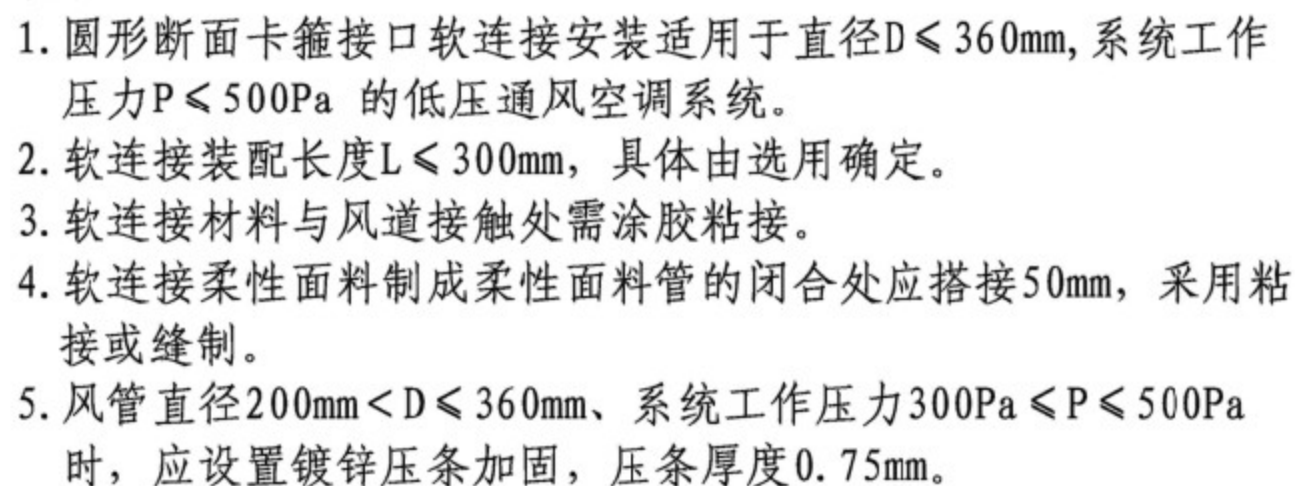 1. 圆形断面卡箍接口软连接安装适用于直径D≤360mm,系统工作
压力P≤500Pa 的低压通风空调系统。
2. 软连接装配长度L≤300mm，具体由选用确定。
3. 软连接材料与风道接触处需涂胶粘接。
4. 软连接柔性面料制成柔性面料管的闭合处应搭接50mm，采用粘
接或缝制。
5. 风管直径200mm<D≤360mm、系统工作压力300Pa≤P≤500Pa
时，应设置镀锌压条加固，压条厚度0.75mm。